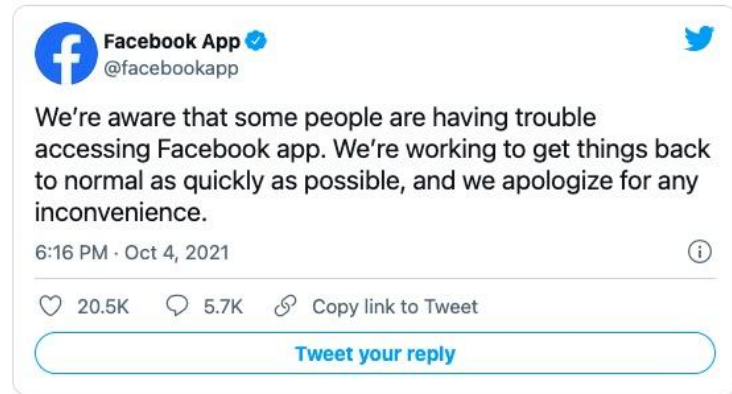 Facebook App
@facebookapp
We're aware that some people are having trouble
accessing Facebook app. We're working to get things back
to normal as quickly as possible, and we apologize for any
inconvenience.
6:16 PM · Oct 4, 2021
20.5K 5.7K Copy link to Tweet
Tweet your reply